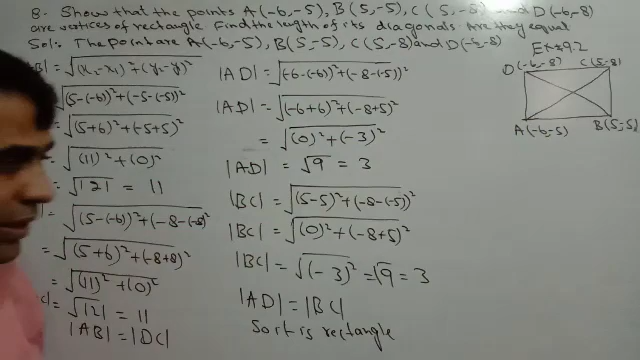 8- Show that the points A(-6,-5), B(5,-5), C(5,-8) and D(-6,-8)
are vertices of rectangle. Find the length of its diagonals. Are they equal
Sol: The point are A(-6,-5), B(5,-5), C(5,-8) and D(-6,-8)
Ex # 9.2
B| = √(x₂-x₁)²+(y₂-y)²
√(5-(-6))²+(-5-(-5))²
= √(5+6)²+(-5+5)²
= √(11)²+(0)²
= √121 = 11
| = √(5-(-6))²+(-8-(-8))²
= √(5+6)²+(-8+8)²
= √(11)²+(0)²
C| = √121 = 11
|AB| = |DC|
|AD| = √(-6-(-6))²+(-8-(-5))²
|AD| = √(-6+6)²+(-8+5)²
= √(0)²+(-3)²
|AD| = √9 = 3
|BC| = √(5-5)²+(-8-(-5))²
|BC| = √(0)²+(-8+5)²
|BC| = √(-3)² = √9 = 3
|AD| = |BC|
So it is rectangle
D(-6,-8) C(5,-8)
A(-6,-5) B(5,-5)